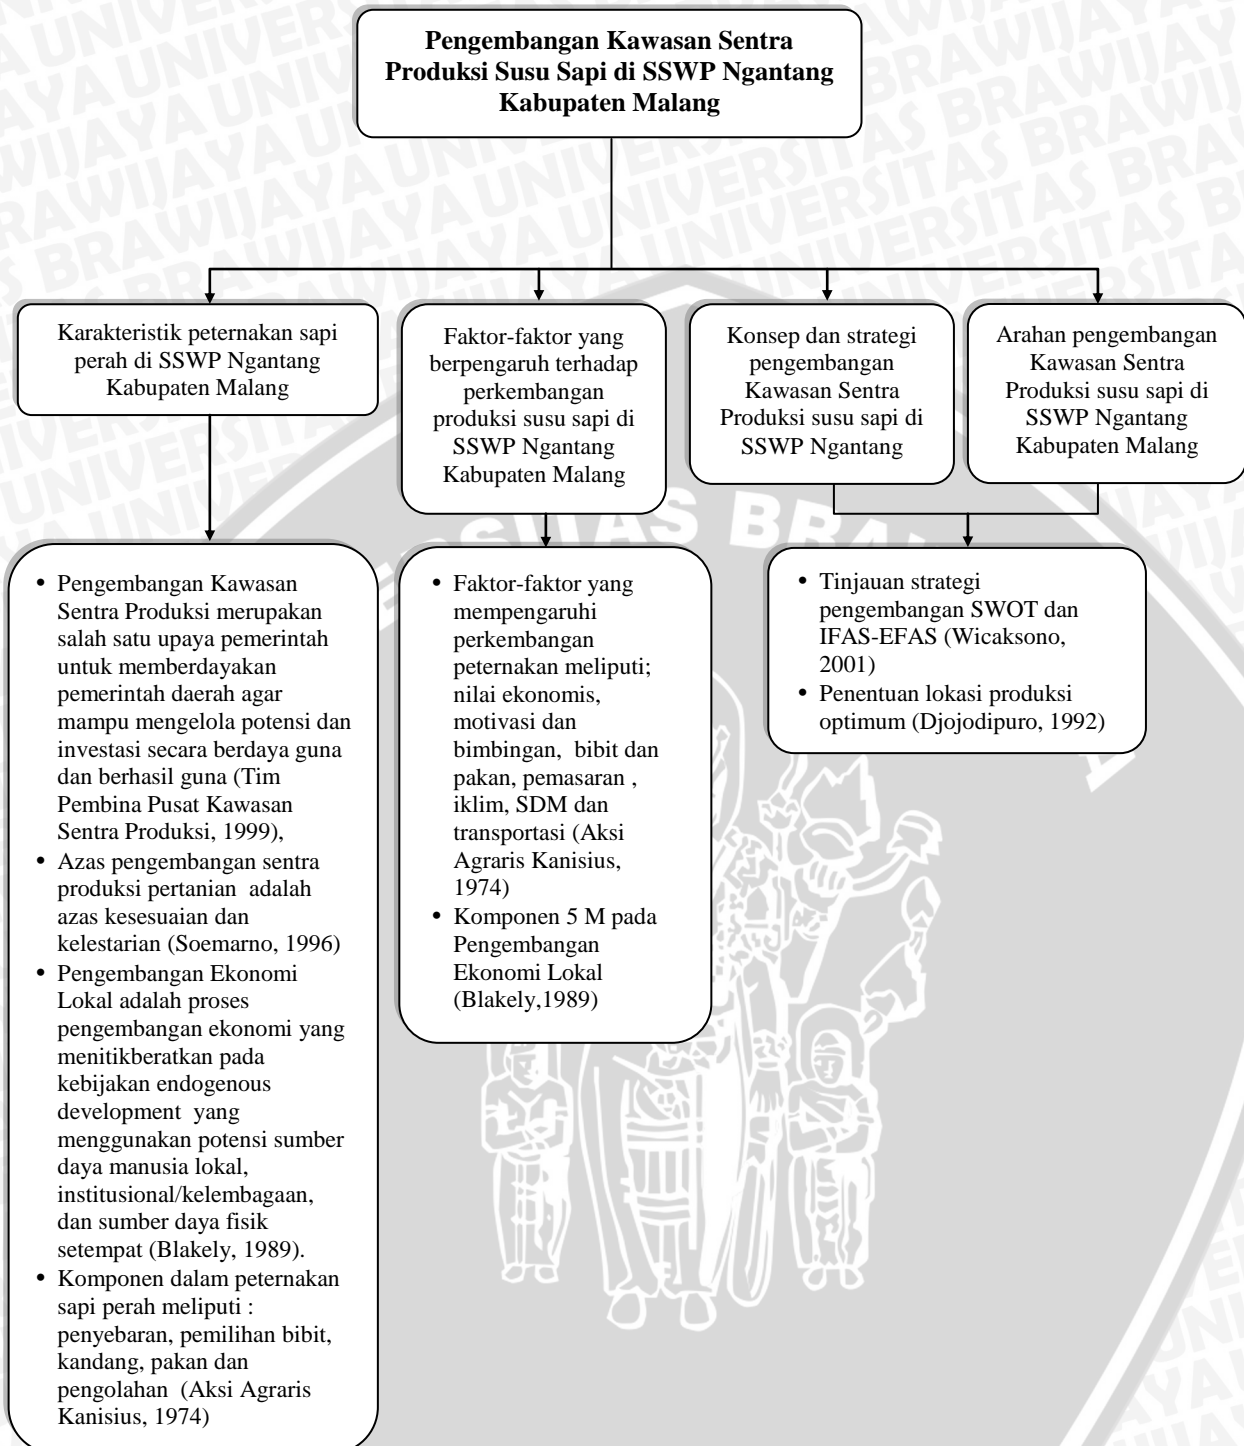 Pengembangan Kawasan Sentra
Produksi Susu Sapi di SSWP Ngantang
Kabupaten Malang
Karakteristik peternakan sapi
perah di SSWP Ngantang
Kabupaten Malang
Faktor-faktor yang
berpengaruh terhadap
perkembangan
produksi susu sapi di
SSWP Ngantang
Kabupaten Malang
Konsep dan strategi
pengembangan
Kawasan Sentra
Produksi susu sapi di
SSWP Ngantang
Arahan pengembangan
Kawasan Sentra
Produksi susu sapi di
SSWP Ngantang
Kabupaten Malang
• Pengembangan Kawasan
Sentra Produksi merupakan
salah satu upaya pemerintah
untuk memberdayakan
pemerintah daerah agar
mampu mengelola potensi dan
investasi secara berdaya guna
dan berhasil guna (Tim
Pembina Pusat Kawasan
Sentra Produksi, 1999),
• Azas pengembangan sentra
produksi pertanian adalah
azas kesesuaian dan
kelestarian (Soemarno, 1996)
• Pengembangan Ekonomi
Lokal adalah proses
pengembangan ekonomi yang
menitikberatkan pada
kebijakan endogenous
development yang
menggunakan potensi sumber
daya manusia lokal,
institusional/kelembagaan,
dan sumber daya fisik
setempat (Blakely, 1989).
• Komponen dalam peternakan
sapi perah meliputi :
penyebaran, pemilihan bibit,
kandang, pakan dan
pengolahan (Aksi Agraris
Kanisius, 1974)
• Faktor-faktor yang
mempengaruhi
perkembangan
peternakan meliputi;
nilai ekonomis,
motivasi dan
bimbingan, bibit dan
pakan, pemasaran ,
iklim, SDM dan
transportasi (Aksi
Agraris Kanisius,
1974)
• Komponen 5 M pada
Pengembangan
Ekonomi Lokal
(Blakely,1989)
• Tinjauan strategi
pengembangan SWOT dan
IFAS-EFAS (Wicaksono,
2001)
• Penentuan lokasi produksi
optimum (Djojodipuro, 1992)